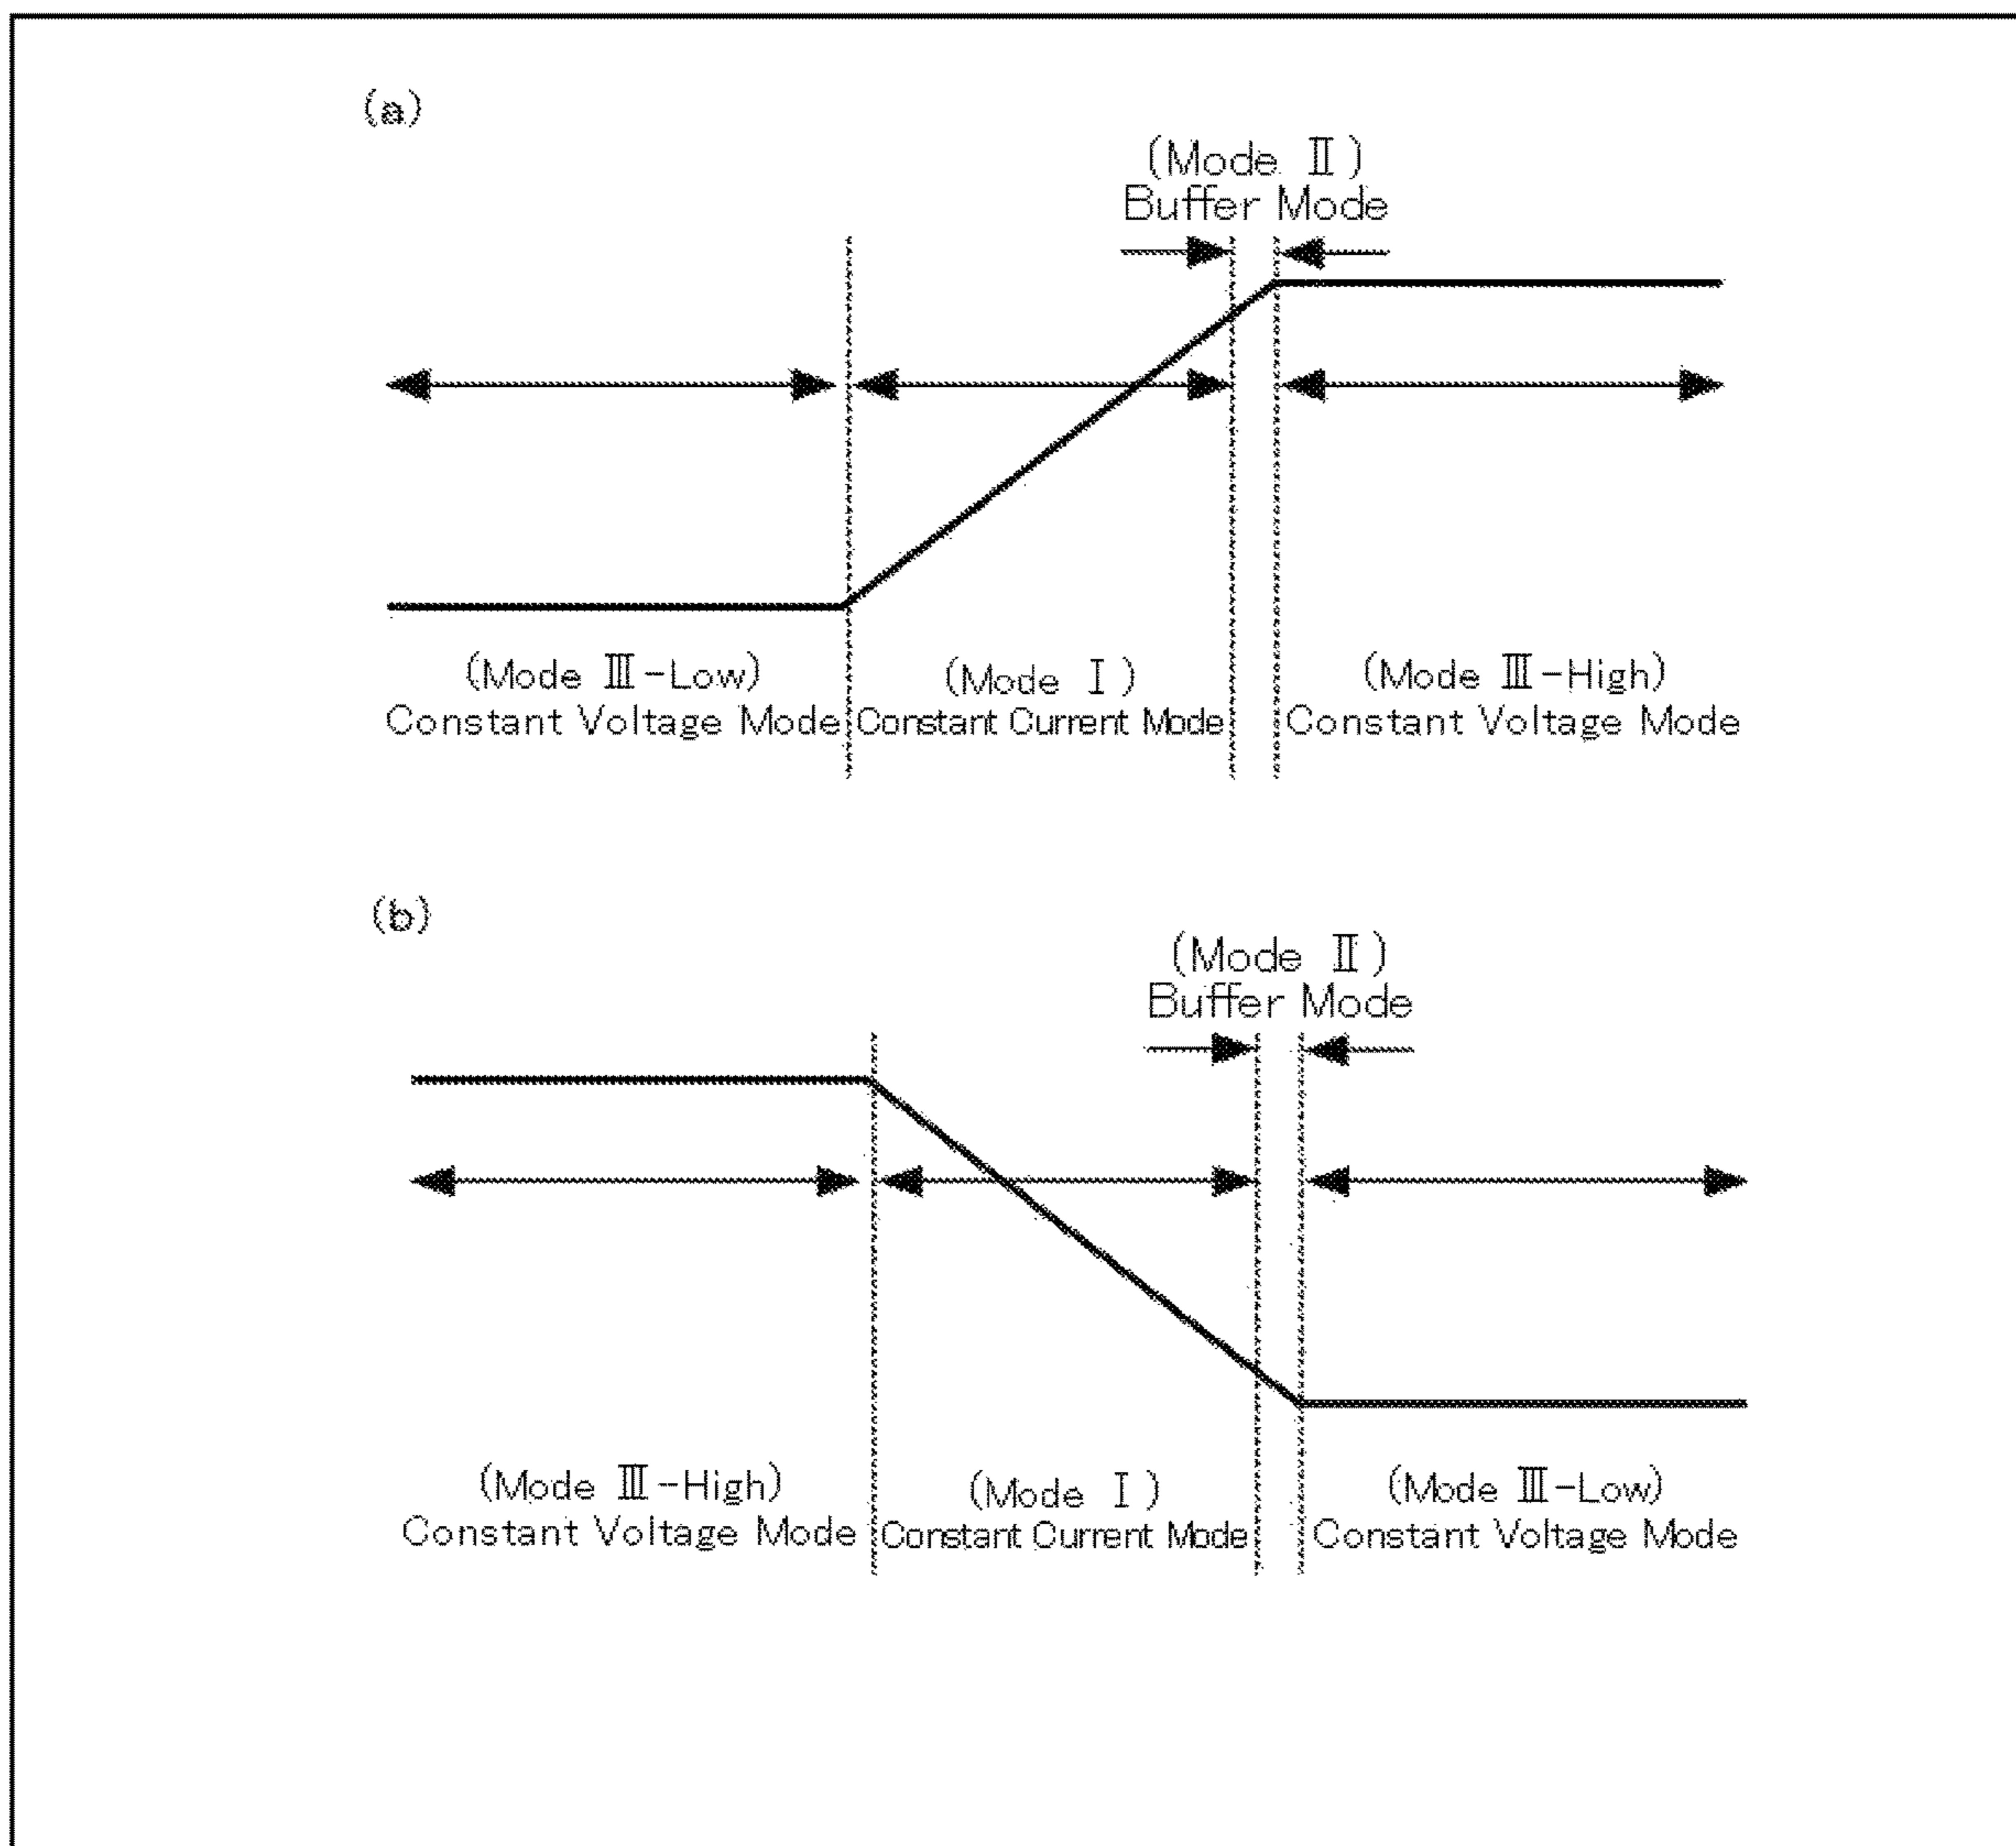 (a)
(Mode Ⅱ)
Buffer Mode
(Mode Ⅲ-Low)
Constant Voltage Mode
(Mode Ⅰ)
Constant Current Mode
(Mode Ⅲ-High)
Constant Voltage Mode
(b)
(Mode Ⅱ)
Buffer Mode
(Mode Ⅲ-High)
Constant Voltage Mode
(Mode Ⅰ)
Constant Current Mode
(Mode Ⅲ-Low)
Constant Voltage Mode